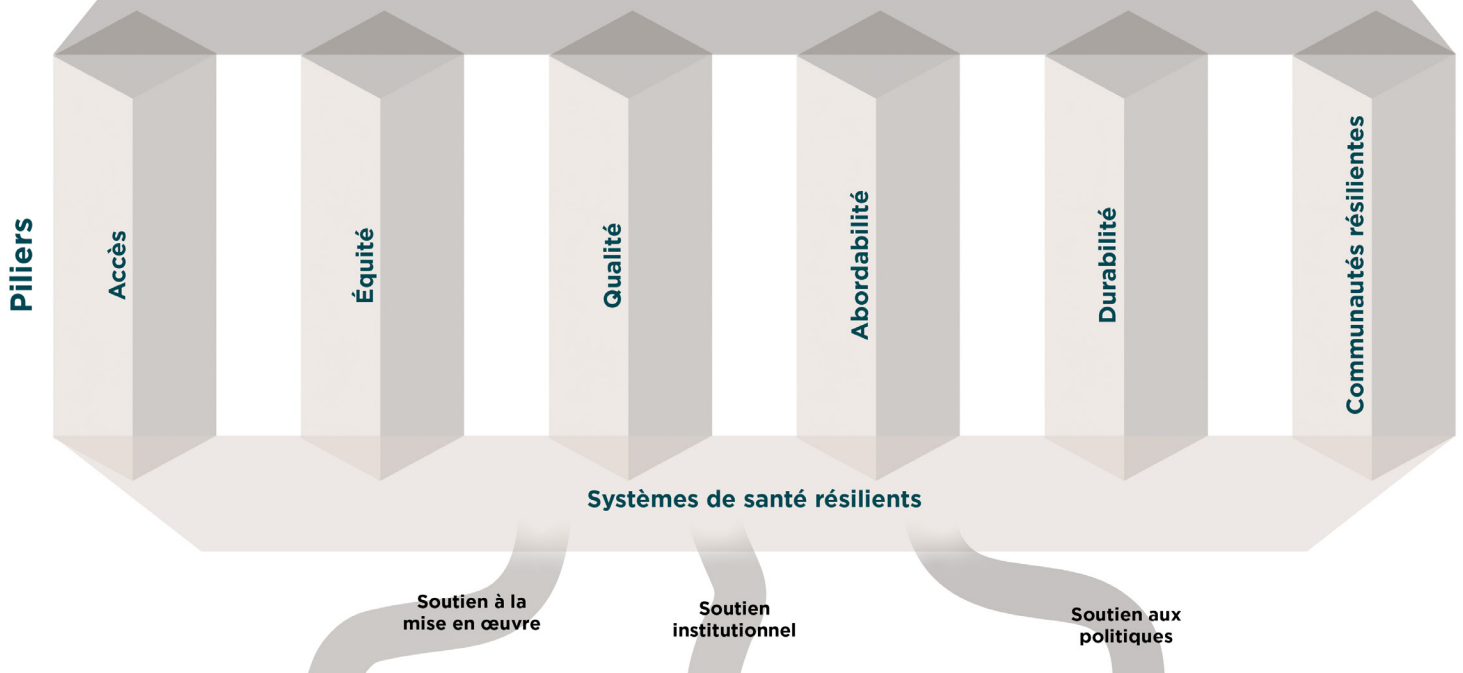 Piliers
Accès
Équité
Qualité
Abordabilité
Durabilité
Communautés résilientes
Systèmes de santé résilients
Soutien à la
mise en œuvre
Soutien
institutionnel
Soutien aux
politiques